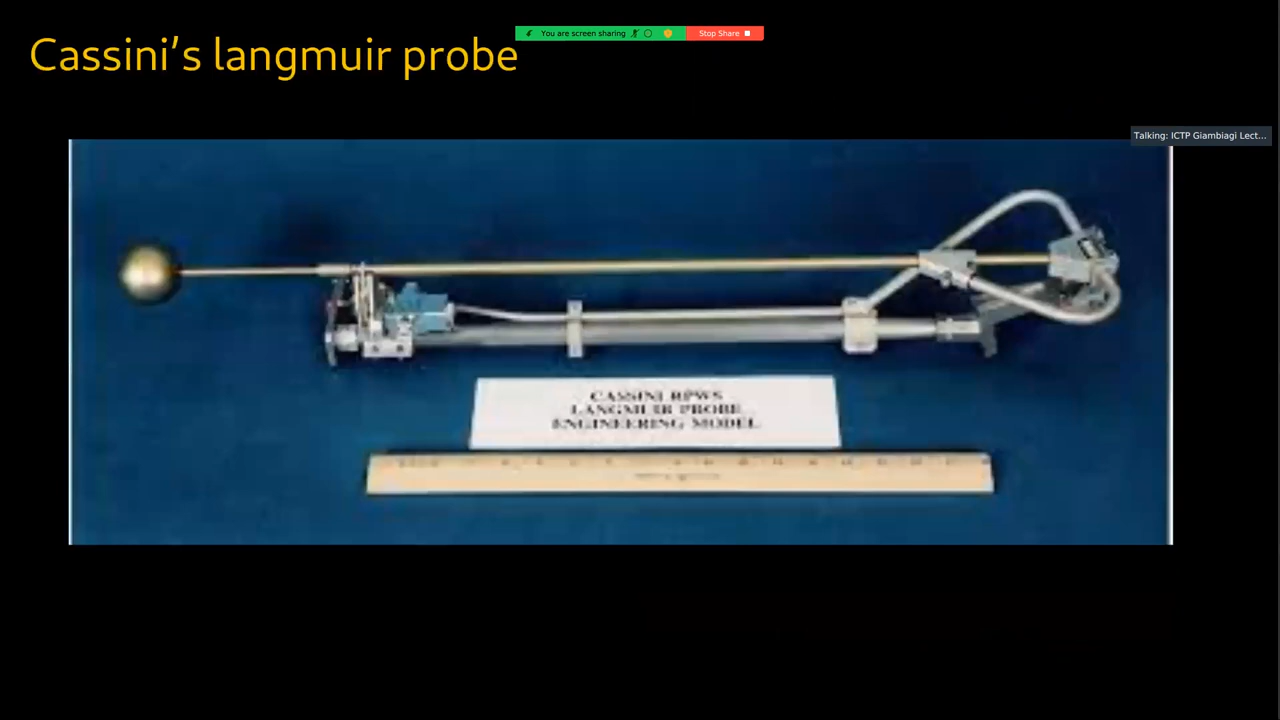 Cassini's langmuir probe
You are screen sharing
Stop Share
Talking: ICTP Giambiagi Lect...
CASSINI RPWS
LANGMUIR PROBE
ENGINEERING MODEL